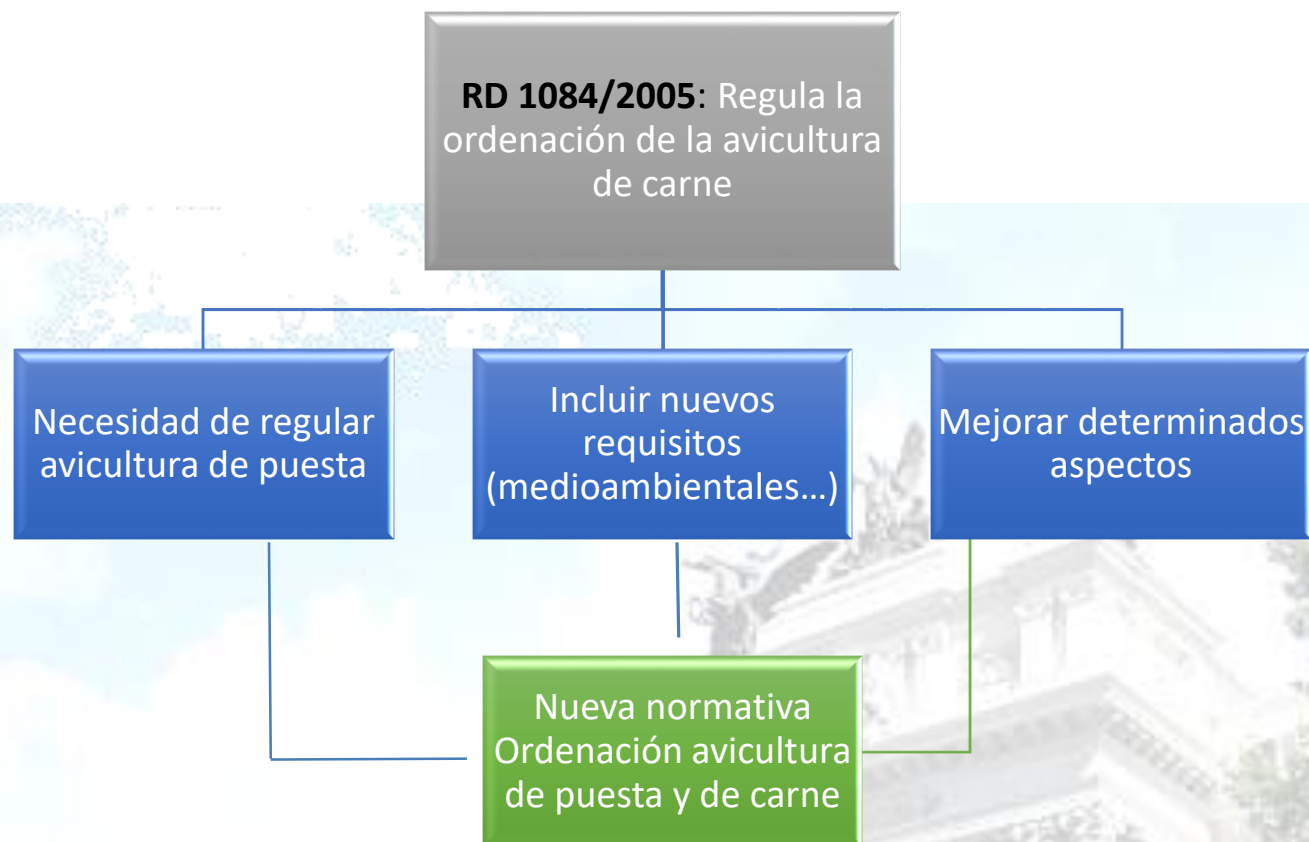 RD 1084/2005: Regula la
ordenación de la avicultura
de carne
Necesidad de regular
avicultura de puesta
Incluir nuevos
requisitos
(medioambientales...)
Mejorar determinados
aspectos
Nueva normativa
Ordenación avicultura
de puesta y de carne